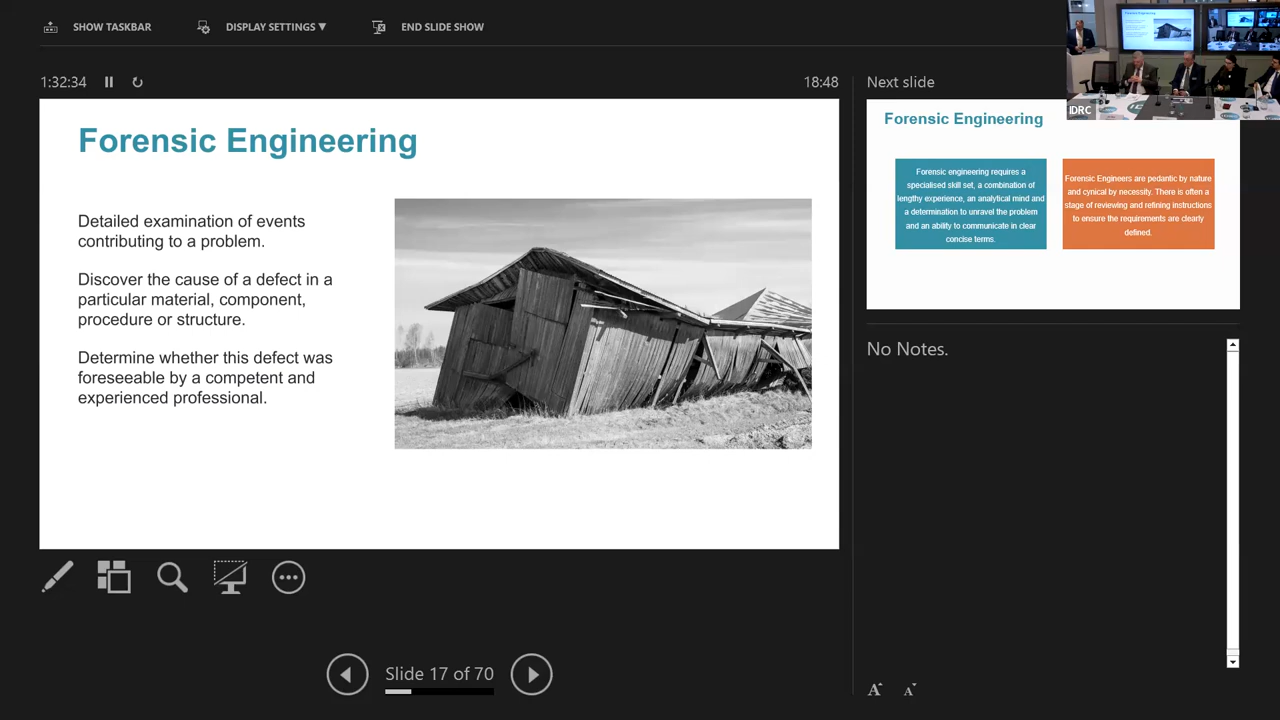 SHOW TASKBAR
DISPLAY SETTINGS ▼
END SLIDE SHOW
1:32:34
18:48
Forensic Engineering
Detailed examination of events
contributing to a problem.
Discover the cause of a defect in a
particular material, component,
procedure or structure.
Determine whether this defect was
foreseeable by a competent and
experienced professional.
Next slide
IDRC
Forensic Engineering
Forensic engineering requires a
specialised skill set, a combination of
lengthy experience, an analytical mind and
a determination to unravel the problem
and an ability to communicate in clear
concise terms.
Forensic Engineers are pedantic by nature
and cynical by necessity. There is often a
stage of reviewing and refining instructions
to ensure the requirements are clearly
defined.
No Notes.
Slide 17 of 70
A A